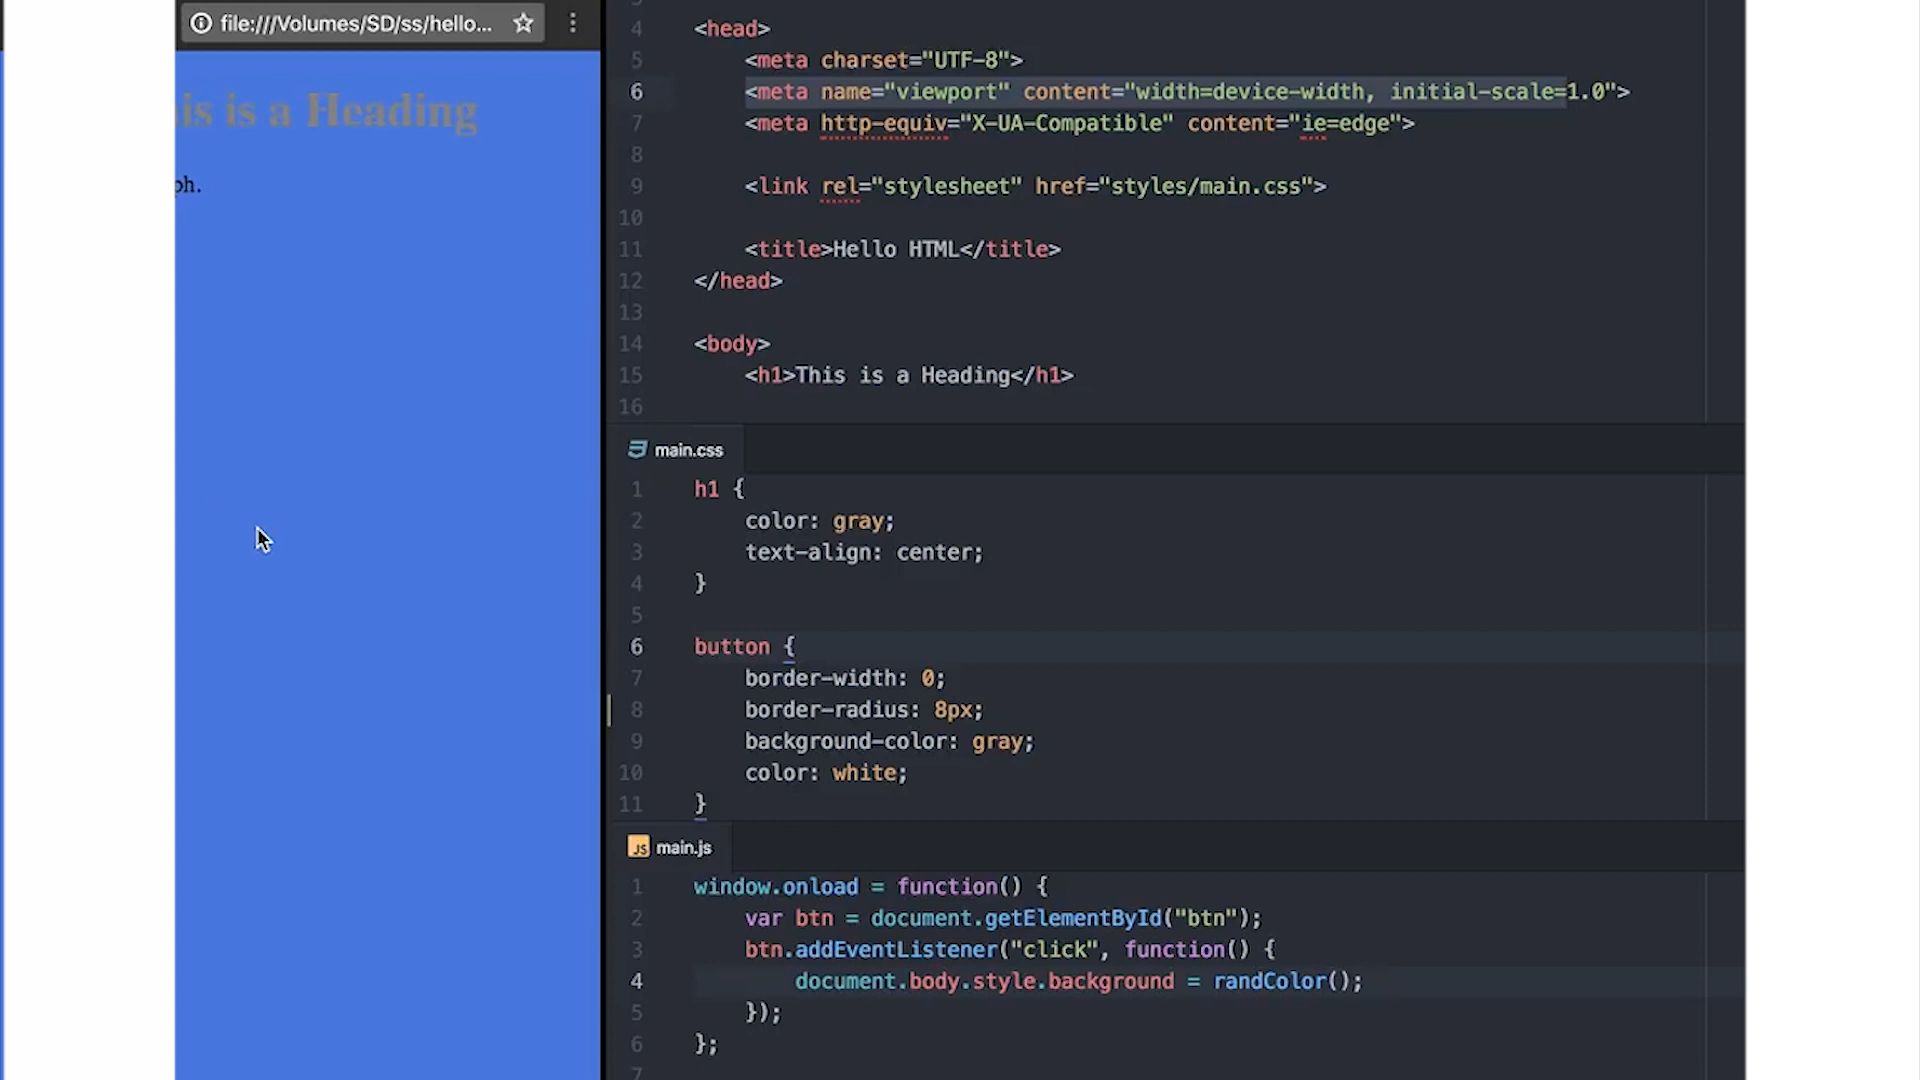 file:///Volumes/SD/ss/hello...
is is a Heading
ph.
4 <head>
5 <meta charset="UTF-8">
6 <meta name="viewport" content="width=device-width, initial-scale=1.0">
7 <meta http-equiv="X-UA-Compatible" content="ie=edge">
8
9 <link rel="stylesheet" href="styles/main.css">
10
11 <title>Hello HTML</title>
12 </head>
13
14 <body>
15 <h1>This is a Heading</h1>
16
main.css
1 h1 {
2 color: gray;
3 text-align: center;
4 }
5
6 button {
7 border-width: 0;
8 border-radius: 8px;
9 background-color: gray;
10 color: white;
11 }
JS main.js
1 window.onload = function() {
2 var btn = document.getElementById("btn");
3 btn.addEventListener("click", function() {
4 document.body.style.background = randColor();
5 });
6 };
7